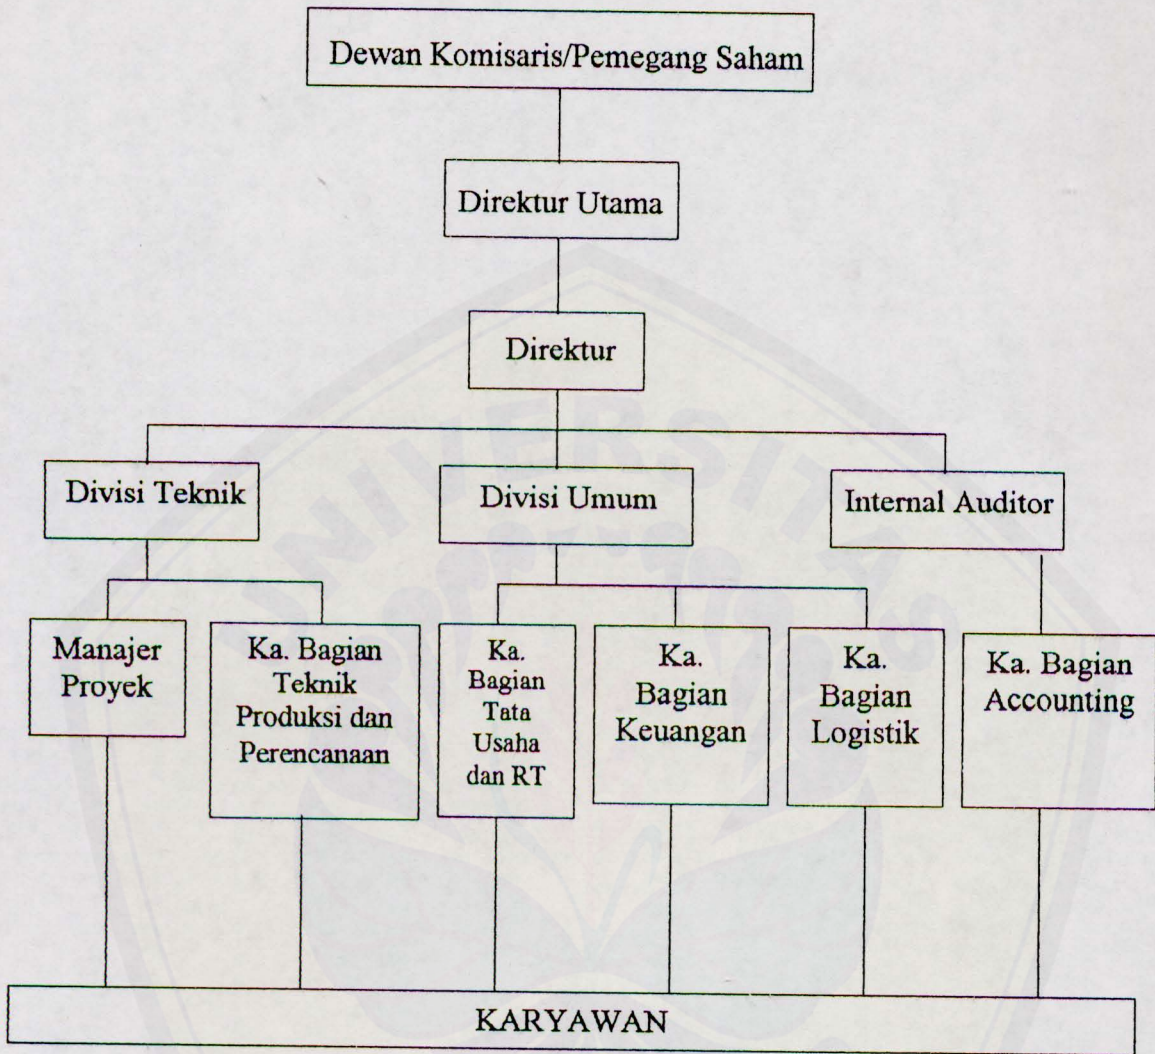 Dewan Komisaris/Pemegang Saham
Direktur Utama
Direktur
Divisi Teknik
Divisi Umum
Internal Auditor
Manajer
Proyek
Ka. Bagian
Teknik
Produksi dan
Perencanaan
Ka.
Bagian
Tata
Usaha
dan RT
Ka.
Bagian
Keuangan
Ka.
Bagian
Logistik
Ka. Bagian
Accounting
KARYAWAN
UNIVERSITAS